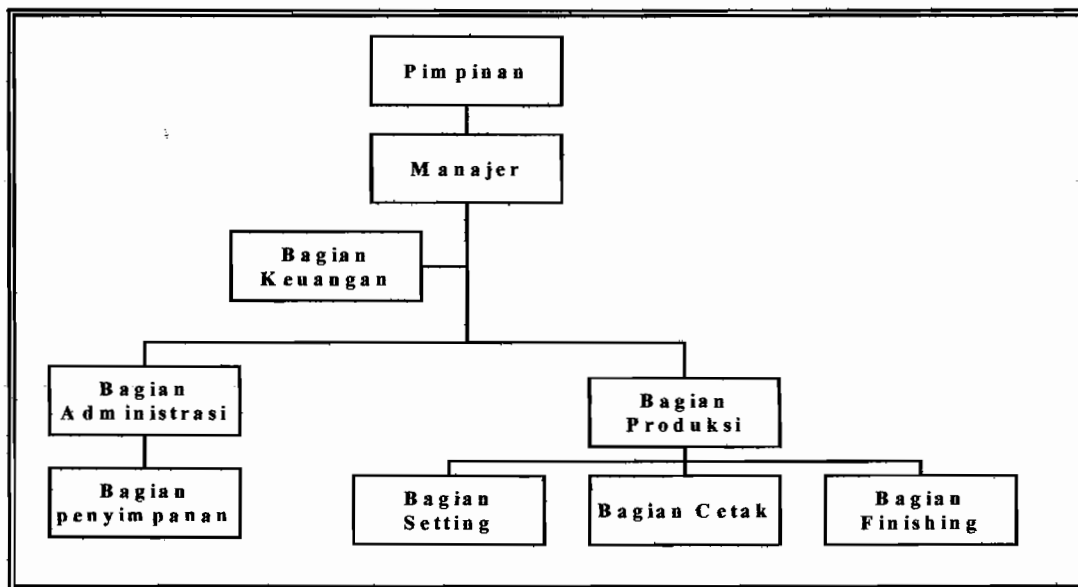 Pimpinan
Manajer
Bagian
Keuangan
Bagian
Administrasi
Bagian
Produksi
Bagian
penyimpanan
Bagian
Setting
Bagian Cetak
Bagian
Finishing